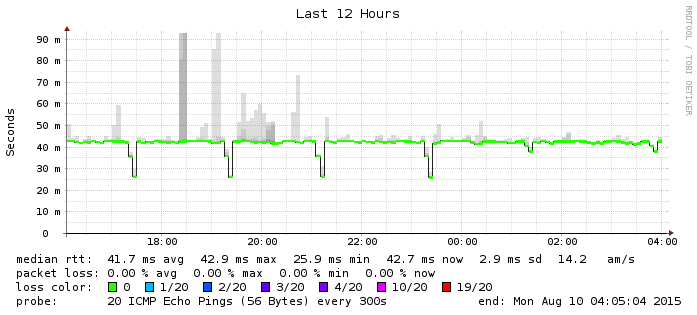 Last 12 Hours
RRDTOOL / TOBI OETIKER
Seconds
90 m
80 m
70 m
60 m
50 m
40 m
30 m
20 m
10 m
0
18:00 20:00 22:00 00:00 02:00 04:00
median rtt: 41.7 ms avg 42.9 ms max 25.9 ms min 42.7 ms now 2.9 ms sd 14.2 am/s
packet loss: 0.00 % avg 0.00 % max 0.00 % min 0.00 % now
loss color: 0 1/20 2/20 3/20 4/20 10/20 19/20
probe: 20 ICMP Echo Pings (56 Bytes) every 300s end: Mon Aug 10 04:05:04 2015